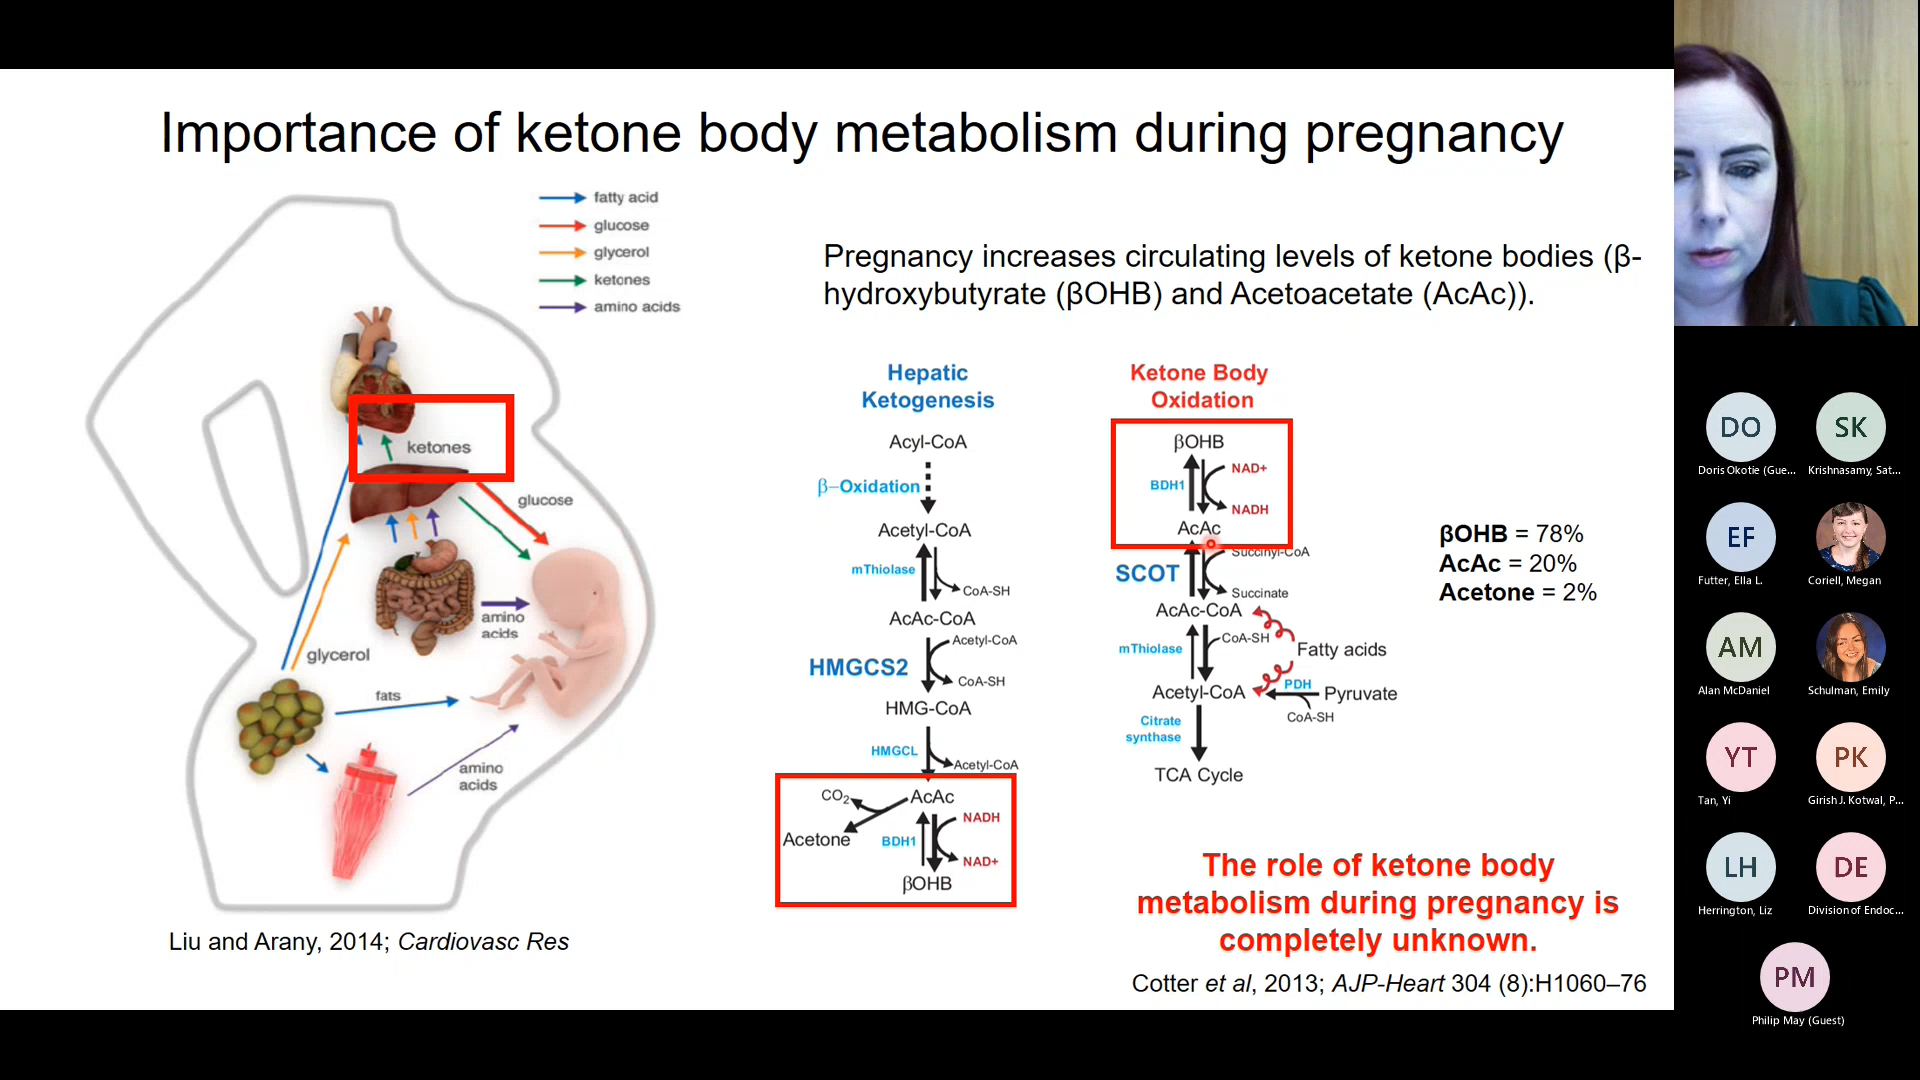 Importance of ketone body metabolism during pregnancy
fatty acid
glucose
glycerol
ketones
amino acids
ketones
glucose
amino
acids
glycerol
fats
amino
acids
Liu and Arany, 2014; Cardiovasc Res
Pregnancy increases circulating levels of ketone bodies (β-
hydroxybutyrate (βOHB) and Acetoacetate (AcAc)).
Hepatic
Ketogenesis
Acyl-CoA
β–Oxidation
Acetyl-CoA
mThiolase
CoA-SH
AcAc-CoA
Acetyl-CoA
HMGCS2
CoA-SH
HMG-CoA
HMGCL
Acetyl-CoA
CO₂
AcAc
NADH
Acetone
BDH1
NAD+
βOHB
Ketone Body
Oxidation
βOHB
NAD+
BDH1
NADH
AcAc
Succinyl-CoA
SCOT
Succinate
AcAc-CoA
CoA-SH
mThiolase
Fatty acids
PDH
Acetyl-CoA
Pyruvate
CoA-SH
Citrate
synthase
TCA Cycle
βOHB = 78%
AcAc = 20%
Acetone = 2%
The role of ketone body
metabolism during pregnancy is
completely unknown.
Cotter et al, 2013; AJP-Heart 304 (8):H1060–76
DO
Doris Okotie (Gue...
SK
Krishnasamy, Sat...
EF
Futter, Ella L.
Coriell, Megan
AM
Alan McDaniel
Schulman, Emily
YT
Tan, Yi
PK
Girish J. Kotwal, P...
LH
Herrington, Liz
DE
Division of Endoc...
PM
Philip May (Guest)